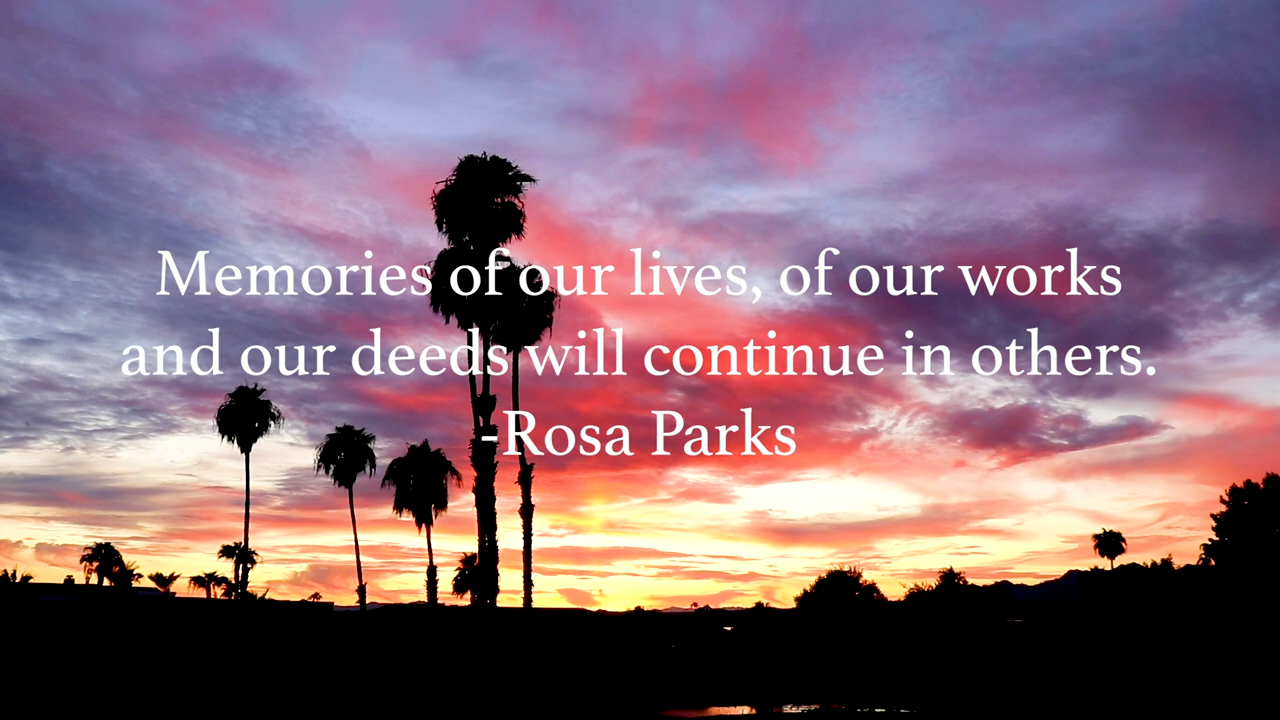 Memories of our lives, of our works
and our deeds will continue in others.
-Rosa Parks